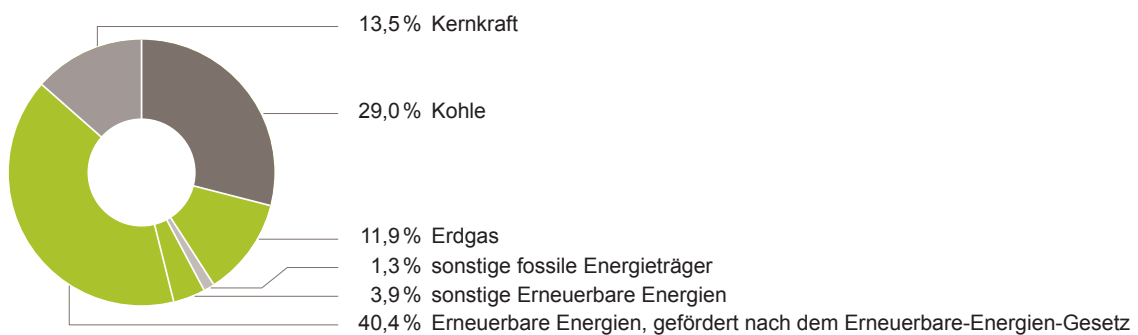 13,5 % Kernkraft
29,0 % Kohle
11,9 % Erdgas
1,3 % sonstige fossile Energieträger
3,9 % sonstige Erneuerbare Energien
40,4 % Erneuerbare Energien, gefördert nach dem Erneuerbare-Energien-Gesetz